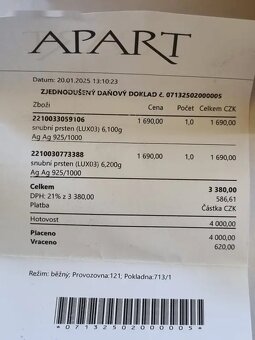 APART
Datum: 20.01.2025 13:10:23
ZJEDNODUŠENÝ DAŇOVÝ DOKLAD č. 07132502000005
Zboží Cena Počet Celkem CZK
2210033059106 1 690,00 1,0 1 690,00
snubní prsten (LUX03) 6,100g
Ag Ag 925/1000
2210030773388 1 690,00 1,0 1 690,00
snubní prsten (LUX03) 6,200g
Ag Ag 925/1000
Celkem 3 380,00
DPH: 21% z 3 380,00 586,61
Platba Částka CZK
Hotovost 4 000,00
Placeno 4 000,00
Vráceno 620,00
Režim: běžný; Provozovna:121; Pokladna:713/1
*07132502000005*